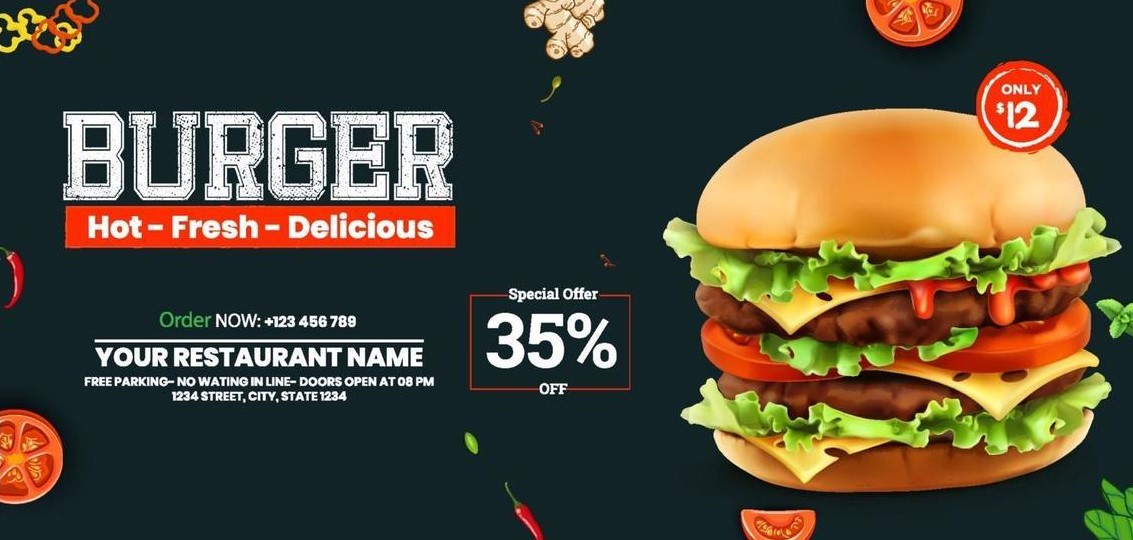 BURGER
Hot - Fresh - Delicious
Order NOW: +123 456 789
YOUR RESTAURANT NAME
FREE PARKING- NO WATING IN LINE- DOORS OPEN AT 08 PM
1234 STREET, CITY, STATE 1234
Special Offer
35%
OFF
ONLY
$12